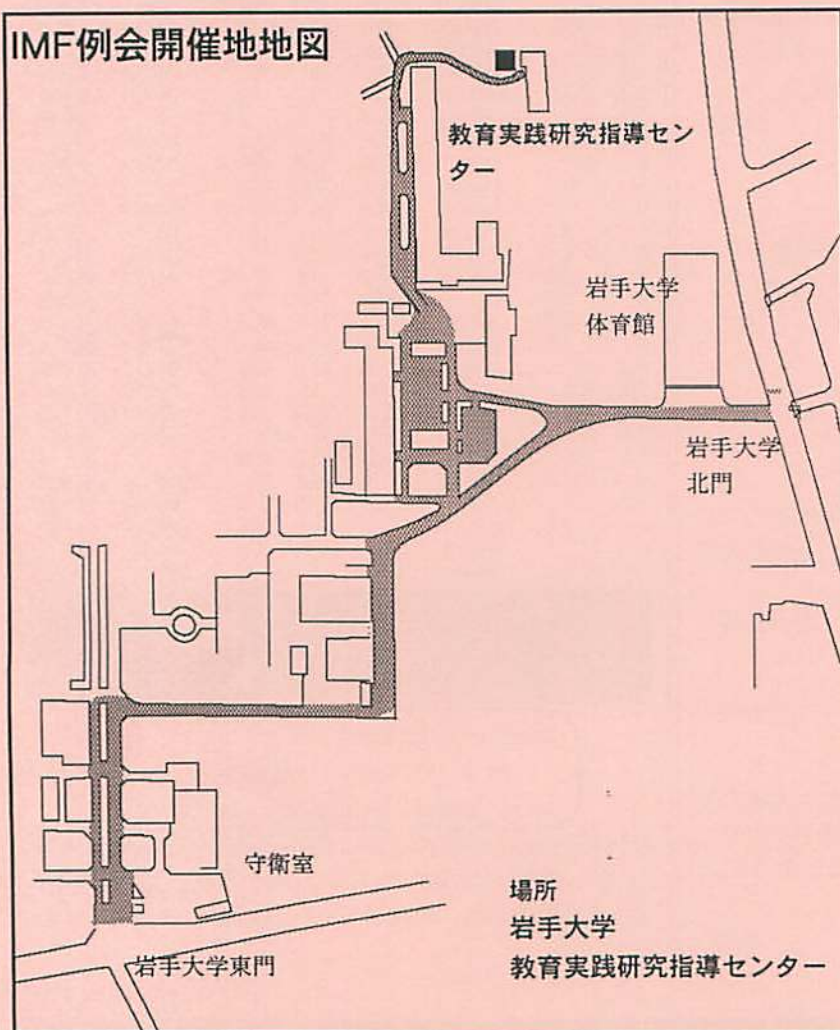 IMF例会開催地地図
教育実践研究指導セン
ター
岩手大学
体育館
岩手大学
北門
守衛室
岩手大学東門
場所
岩手大学
教育実践研究指導センター